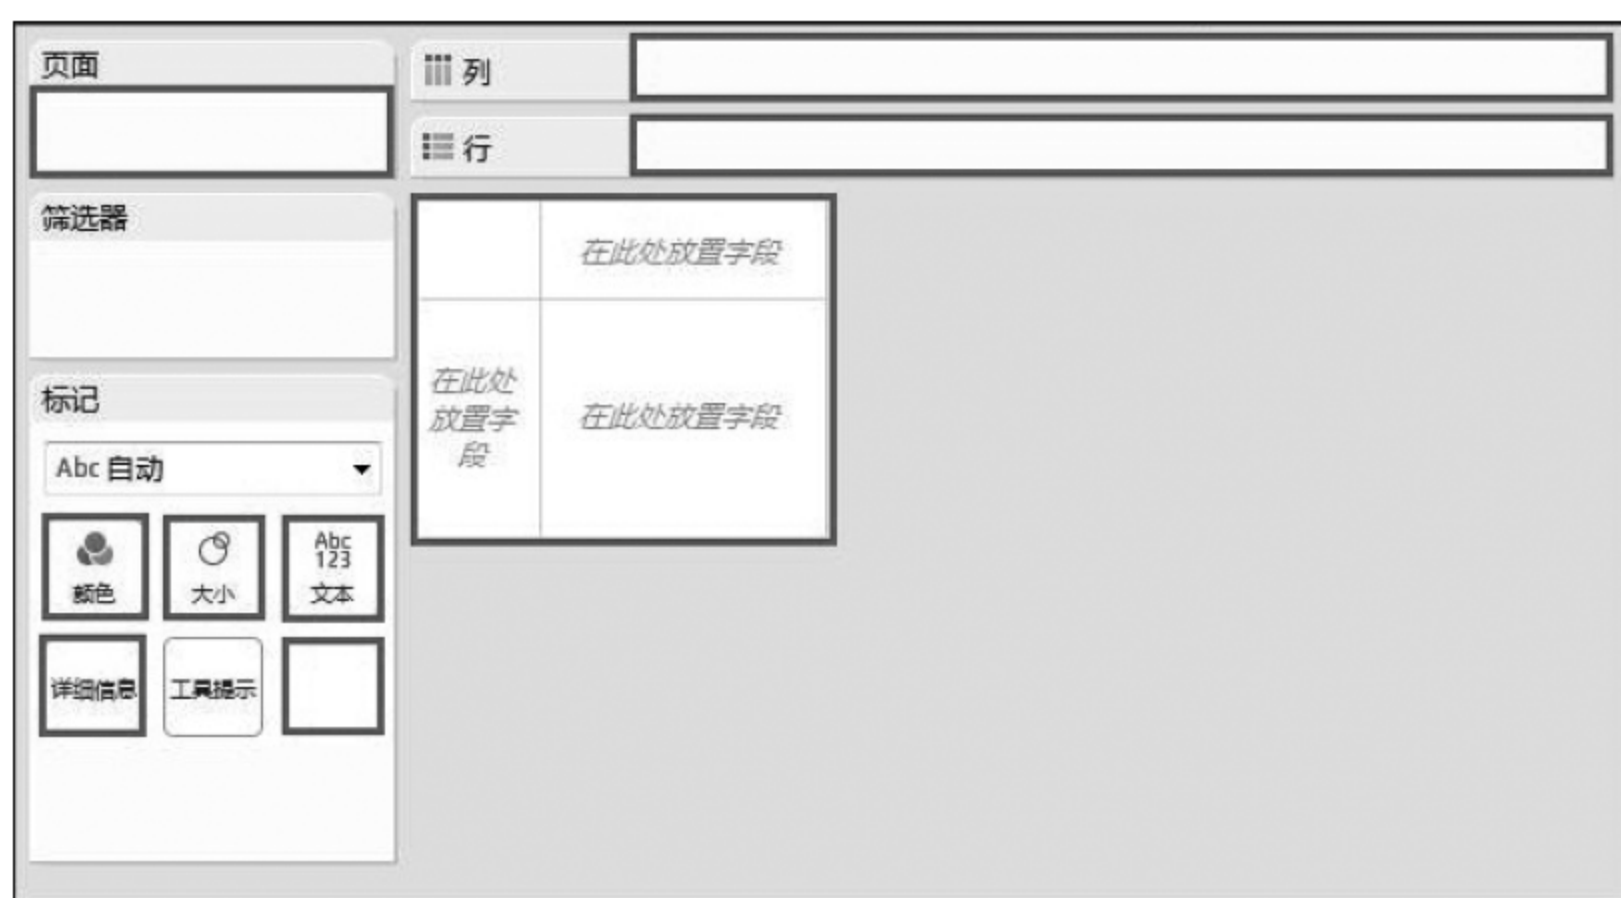 页面
列
行
筛选器
在此处放置字段
标记
在此处
放置字
段
在此处放置字段
Abc 自动
颜色
大小
Abc
123
文本
详细信息
工具提示